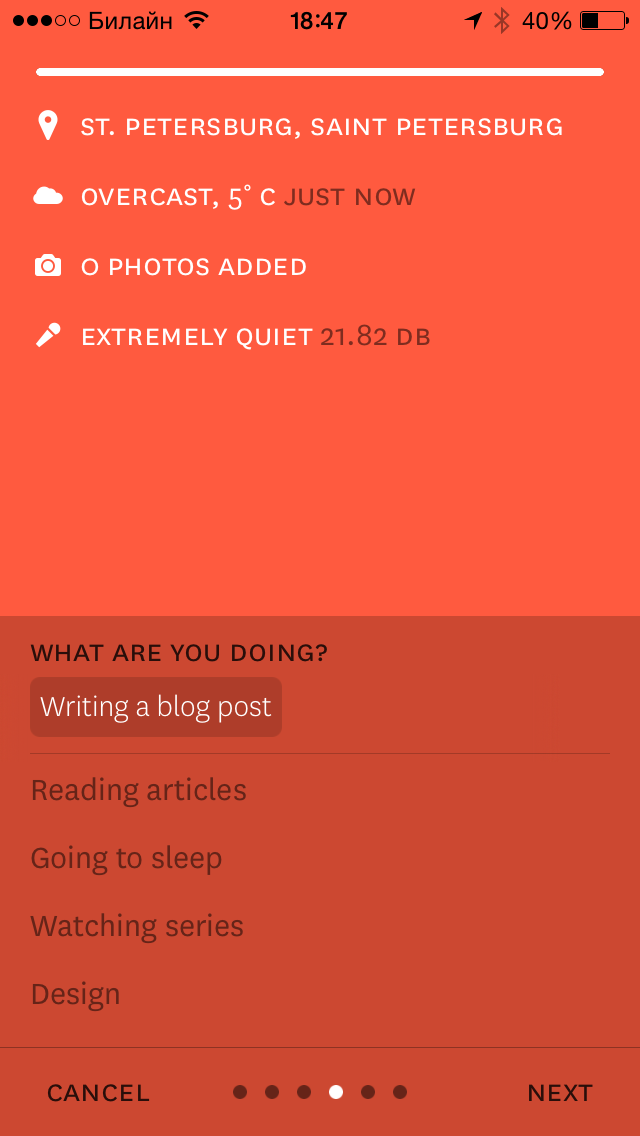 Билайн 18:47 40%
ST. PETERSBURG, SAINT PETERSBURG
OVERCAST, 5° C JUST NOW
0 PHOTOS ADDED
EXTREMELY QUIET 21.82 DB
WHAT ARE YOU DOING?
Writing a blog post
Reading articles
Going to sleep
Watching series
Design
CANCEL NEXT